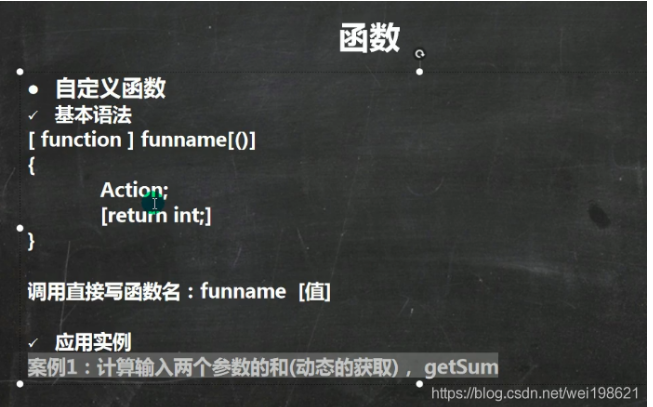 函数
● 自定义函数
✓ 基本语法
[ function ] funname[()]
{
Action;
[return int;]
}
调用直接写函数名：funname [值]
✓ 应用实例
案例1：计算输入两个参数的和(动态的获取)， getSum
https://blog.csdn.net/wei198621